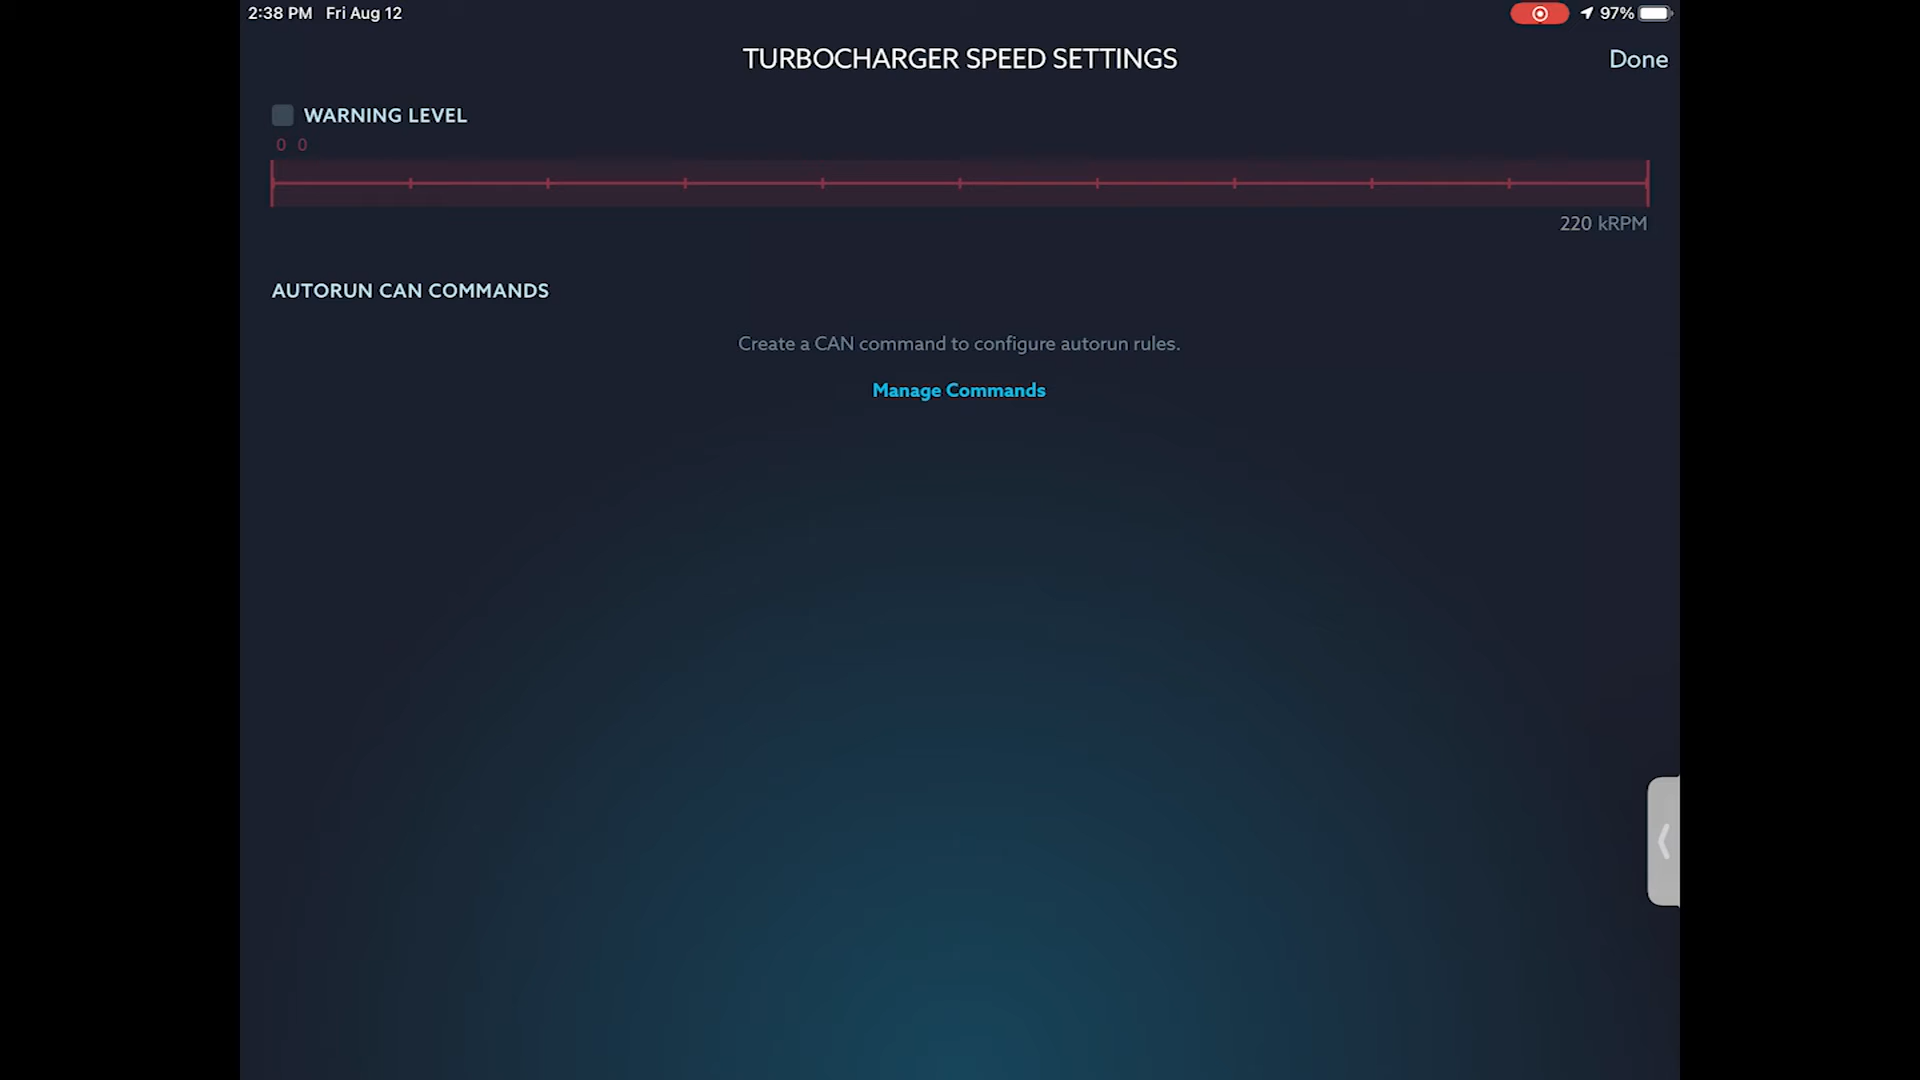 2:38 PM Fri Aug 12 97%
TURBOCHARGER SPEED SETTINGS Done
WARNING LEVEL
0 0
220 kRPM
AUTORUN CAN COMMANDS
Create a CAN command to configure autorun rules.
Manage Commands